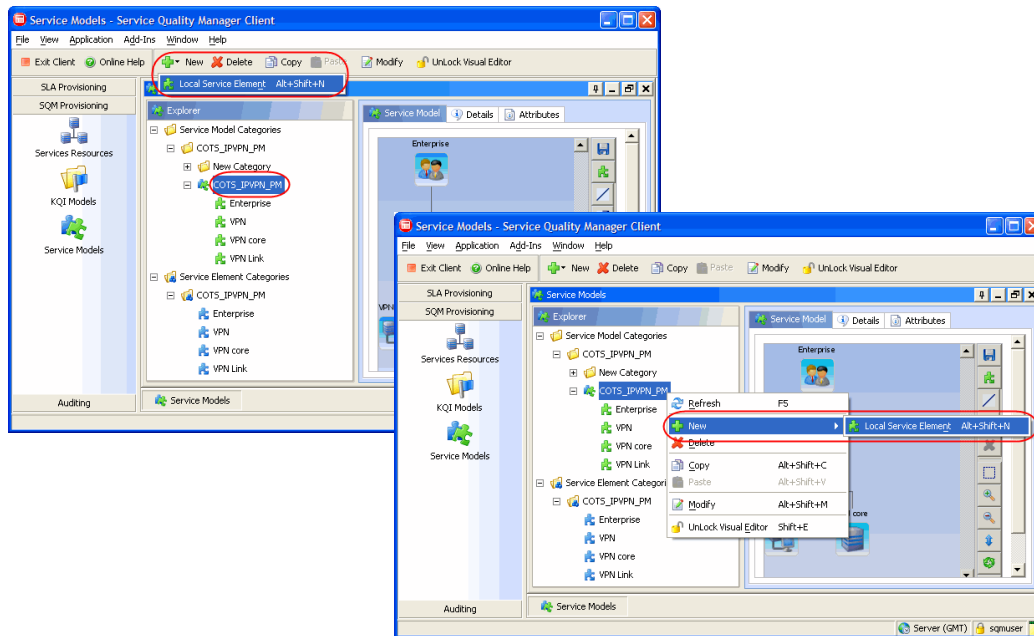 Service Models - Service Quality Manager Client
File View Application Add-Ins Window Help
Exit Client Online Help New Delete Copy Paste Modify UnLock Visual Editor
Local Service Element Alt+Shift+N
SLA Provisioning
SQM Provisioning
Services Resources
KQI Models
Service Models
Auditing
Explorer
Service Model Categories
COTS_IPVPN_PM
New Category
COTS_IPVPN_PM
Enterprise
VPN
VPN core
VPN Link
Service Element Categories
COTS_IPVPN_PM
Enterprise
VPN
VPN core
VPN Link
Service Model Details Attributes
Enterprise
VPN
Service Models
Service Models - Service Quality Manager Client
File View Application Add-Ins Window Help
Exit Client Online Help New Delete Copy Paste Modify UnLock Visual Editor
SLA Provisioning
SQM Provisioning
Services Resources
KQI Models
Service Models
Auditing
Service Models
Explorer
Service Model Categories
COTS_IPVPN_PM
New Category
COTS_IPVPN_PM
Enterprise
VPN
VPN core
VPN Link
Service Element Categori
COTS_IPVPN_PM
Enterprise
VPN
VPN core
VPN Link
Service Model Details Attributes
Enterprise
core
Refresh F5
New
Local Service Element Alt+Shift+N
Delete
Copy Alt+Shift+C
Paste Alt+Shift+V
Modify Alt+Shift+M
UnLock Visual Editor Shift+E
Service Models
Server (GMT) sqmuser